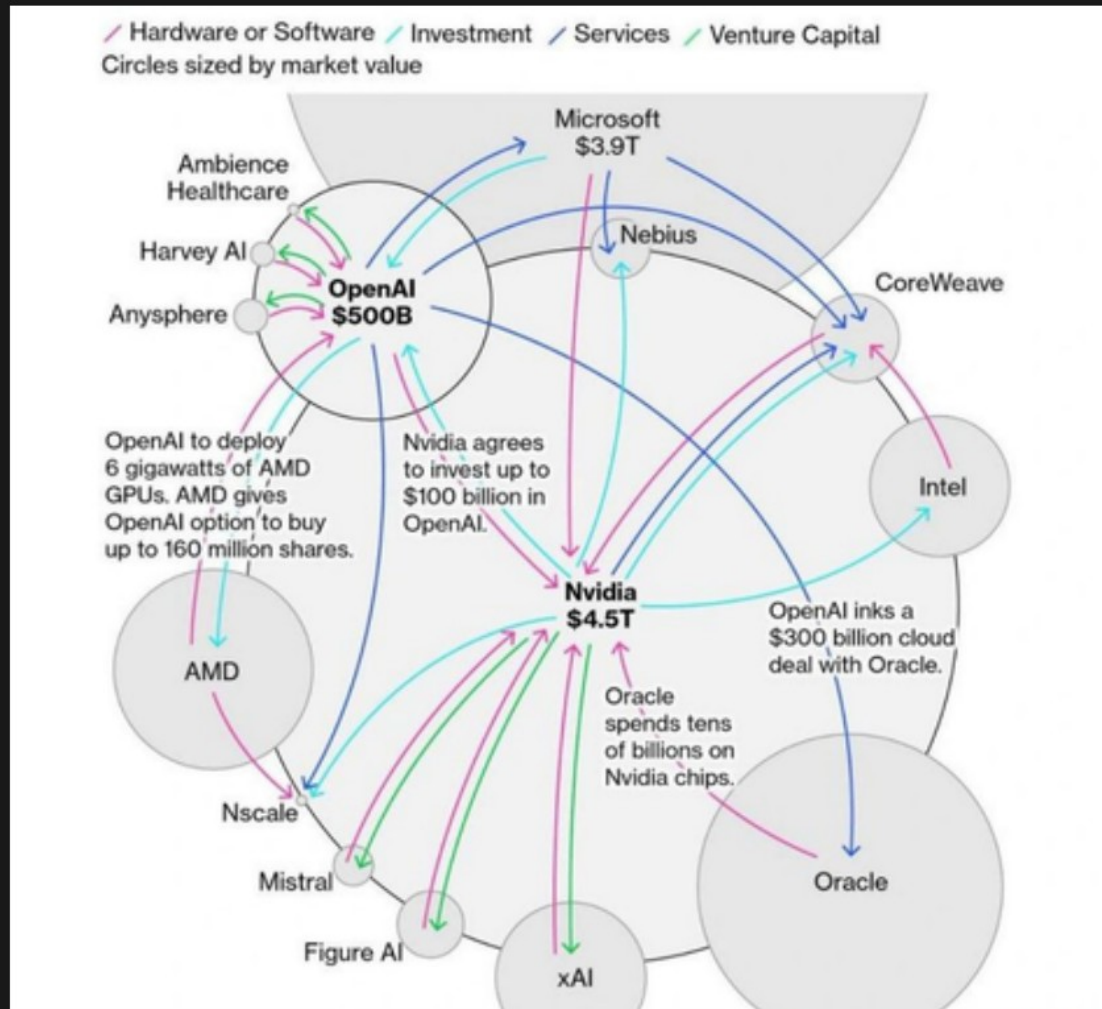 Hardware or Software Investment Services Venture Capital
Circles sized by market value
Microsoft
$3.9T
Ambience
Healthcare
Harvey AI
Anysphere
OpenAI
$500B
Nebius
CoreWeave
OpenAI to deploy
6 gigawatts of AMD
GPUs. AMD gives
OpenAI option to buy
up to 160 million shares.
Nvidia agrees
to invest up to
$100 billion in
OpenAI.
Intel
Nvidia
$4.5T
OpenAI inks a
$300 billion cloud
deal with Oracle.
AMD
Oracle
spends tens
of billions on
Nvidia chips.
Nscale
Mistral
Figure AI
xAI
Oracle